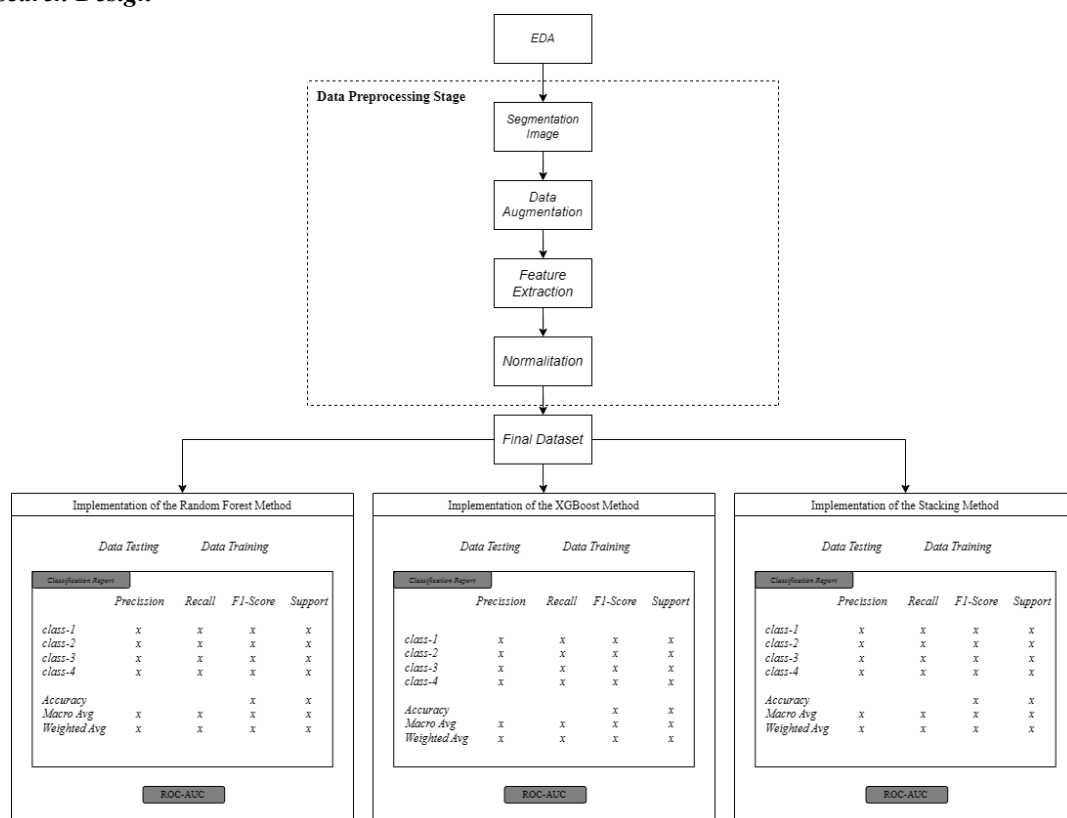 Research Design
EDA
Data Preprocessing Stage
Segmentation
Image
Data
Augmentation
Feature
Extraction
Normalitation
Final Dataset
Implementation of the Random Forest Method
Data Testing Data Training
Classification Report
Precission Recall F1-Score Support
class-1 x x x x
class-2 x x x x
class-3 x x x x
class-4 x x x x
Accuracy x x
Macro Avg x x x x
Weighted Avg x x x x
ROC-AUC
Implementation of the XGBoost Method
Data Testing Data Training
Classification Report
Precission Recall F1-Score Support
class-1 x x x x
class-2 x x x x
class-3 x x x x
class-4 x x x x
Accuracy x x
Macro Avg x x x x
Weighted Avg x x x x
ROC-AUC
Implementation of the Stacking Method
Data Testing Data Training
Classification Report
Precission Recall F1-Score Support
class-1 x x x x
class-2 x x x x
class-3 x x x x
class-4 x x x x
Accuracy x x
Macro Avg x x x x
Weighted Avg x x x x
ROC-AUC